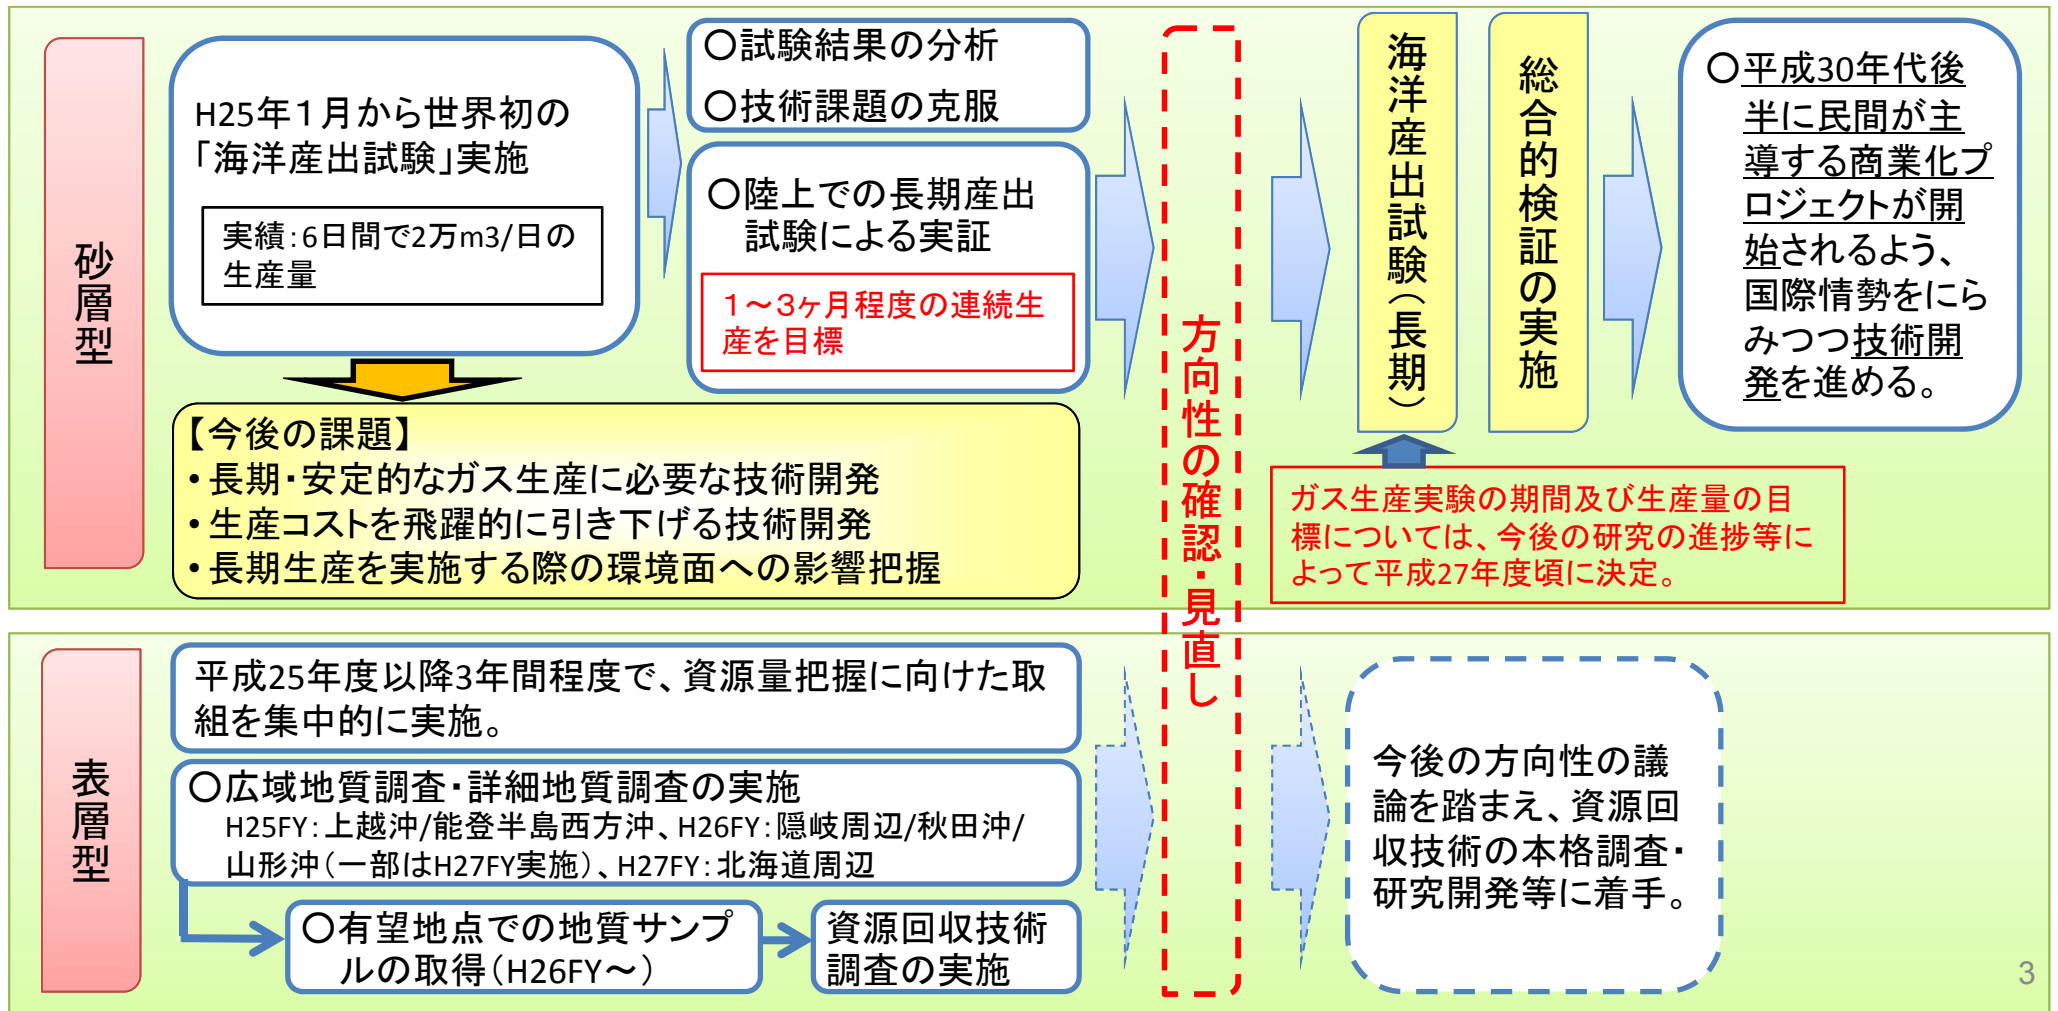 砂層型
H25年１月から世界初の
「海洋産出試験」実施
実績：6日間で2万m3/日の
生産量
〇試験結果の分析
〇技術課題の克服
〇陸上での長期産出
試験による実証
１～３ヶ月程度の連続生
産を目標
【今後の課題】
• 長期・安定的なガス生産に必要な技術開発
• 生産コストを飛躍的に引き下げる技術開発
• 長期生産を実施する際の環境面への影響把握
方向性の確認・見直し
海洋産出試験（長期）
総合的検証の実施
〇平成30年代後
半に民間が主
導する商業化プ
ロジェクトが開
始されるよう、
国際情勢をにら
みつつ技術開
発を進める。
ガス生産実験の期間及び生産量の目
標については、今後の研究の進捗等に
よって平成27年度頃に決定。
表層型
平成25年度以降3年間程度で、資源量把握に向けた取
組を集中的に実施。
〇広域地質調査・詳細地質調査の実施
H25FY：上越沖/能登半島西方沖、H26FY：隠岐周辺/秋田沖/
山形沖（一部はH27FY実施）、H27FY：北海道周辺
〇有望地点での地質サンプ
ルの取得（H26FY～）
資源回収技術
調査の実施
今後の方向性の議
論を踏まえ、資源回
収技術の本格調査・
研究開発等に着手。
3